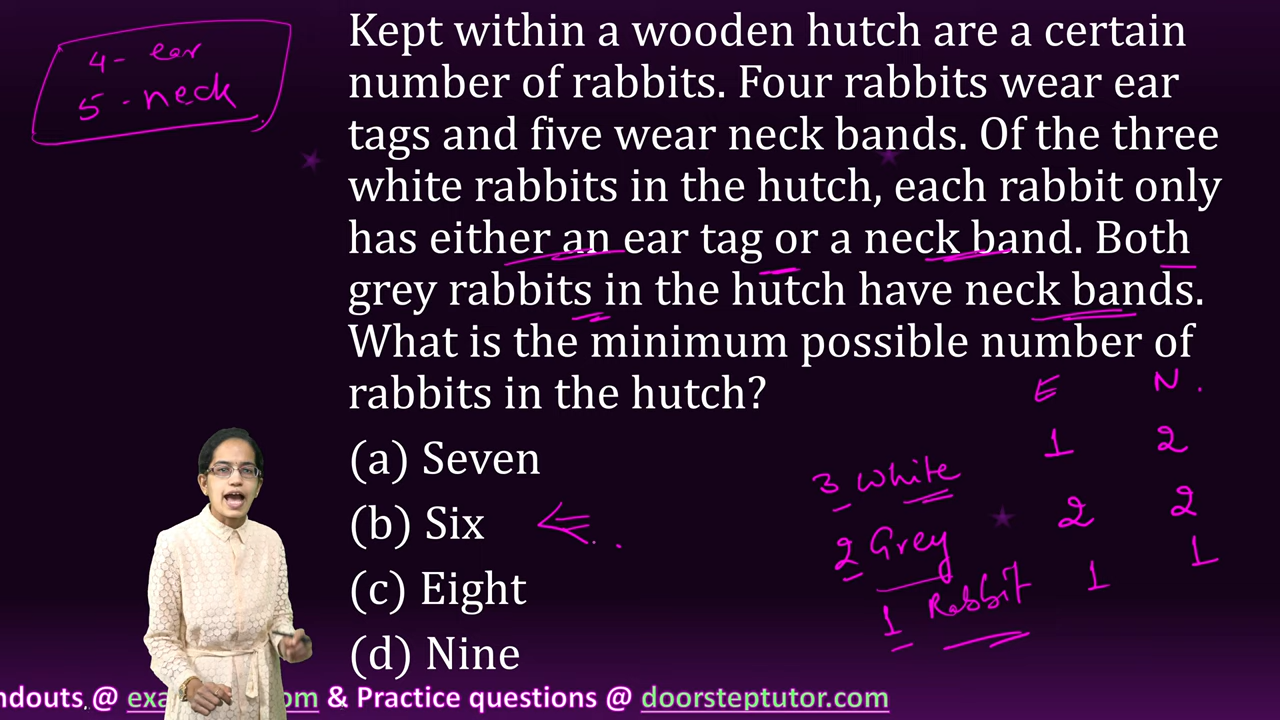 4- ear
5 - neck
Kept within a wooden hutch are a certain
number of rabbits. Four rabbits wear ear
tags and five wear neck bands. Of the three
white rabbits in the hutch, each rabbit only
has either an ear tag or a neck band. Both
grey rabbits in the hutch have neck bands.
What is the minimum possible number of
rabbits in the hutch?
(a) Seven
(b) Six
(c) Eight
(d) Nine
E N.
3 white 1 2
2 Grey 2 2
1 Rabbit 1 1
ndouts @ exa om & Practice questions @ doorsteptutor.com